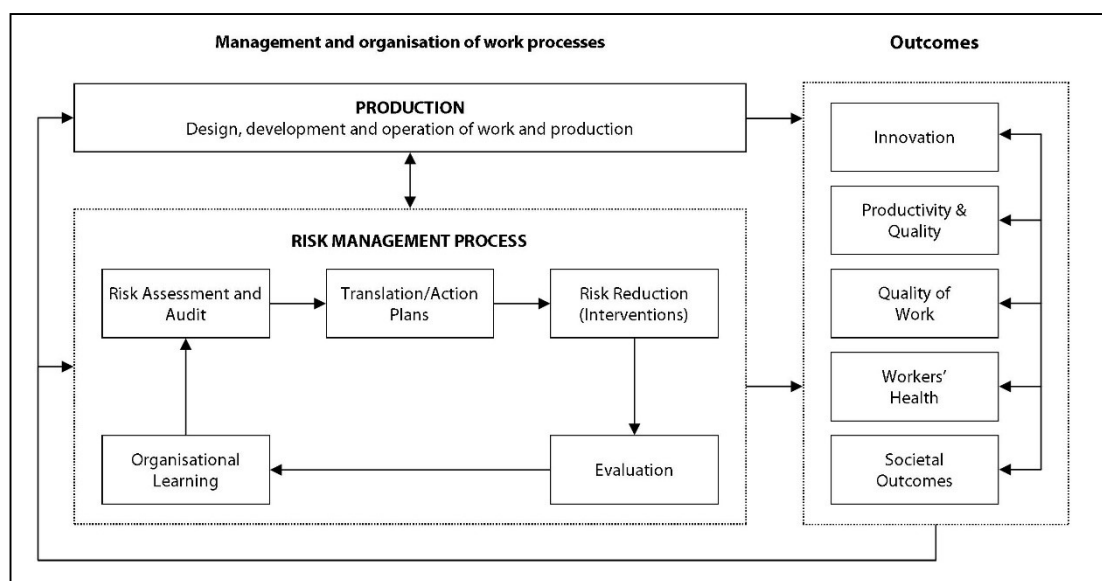 Management and organisation of work processes
Outcomes
PRODUCTION
Design, development and operation of work and production
RISK MANAGEMENT PROCESS
Risk Assessment and
Audit
Translation/Action
Plans
Risk Reduction
(Interventions)
Organisational
Learning
Evaluation
Innovation
Productivity &
Quality
Quality of
Work
Workers’
Health
Societal
Outcomes